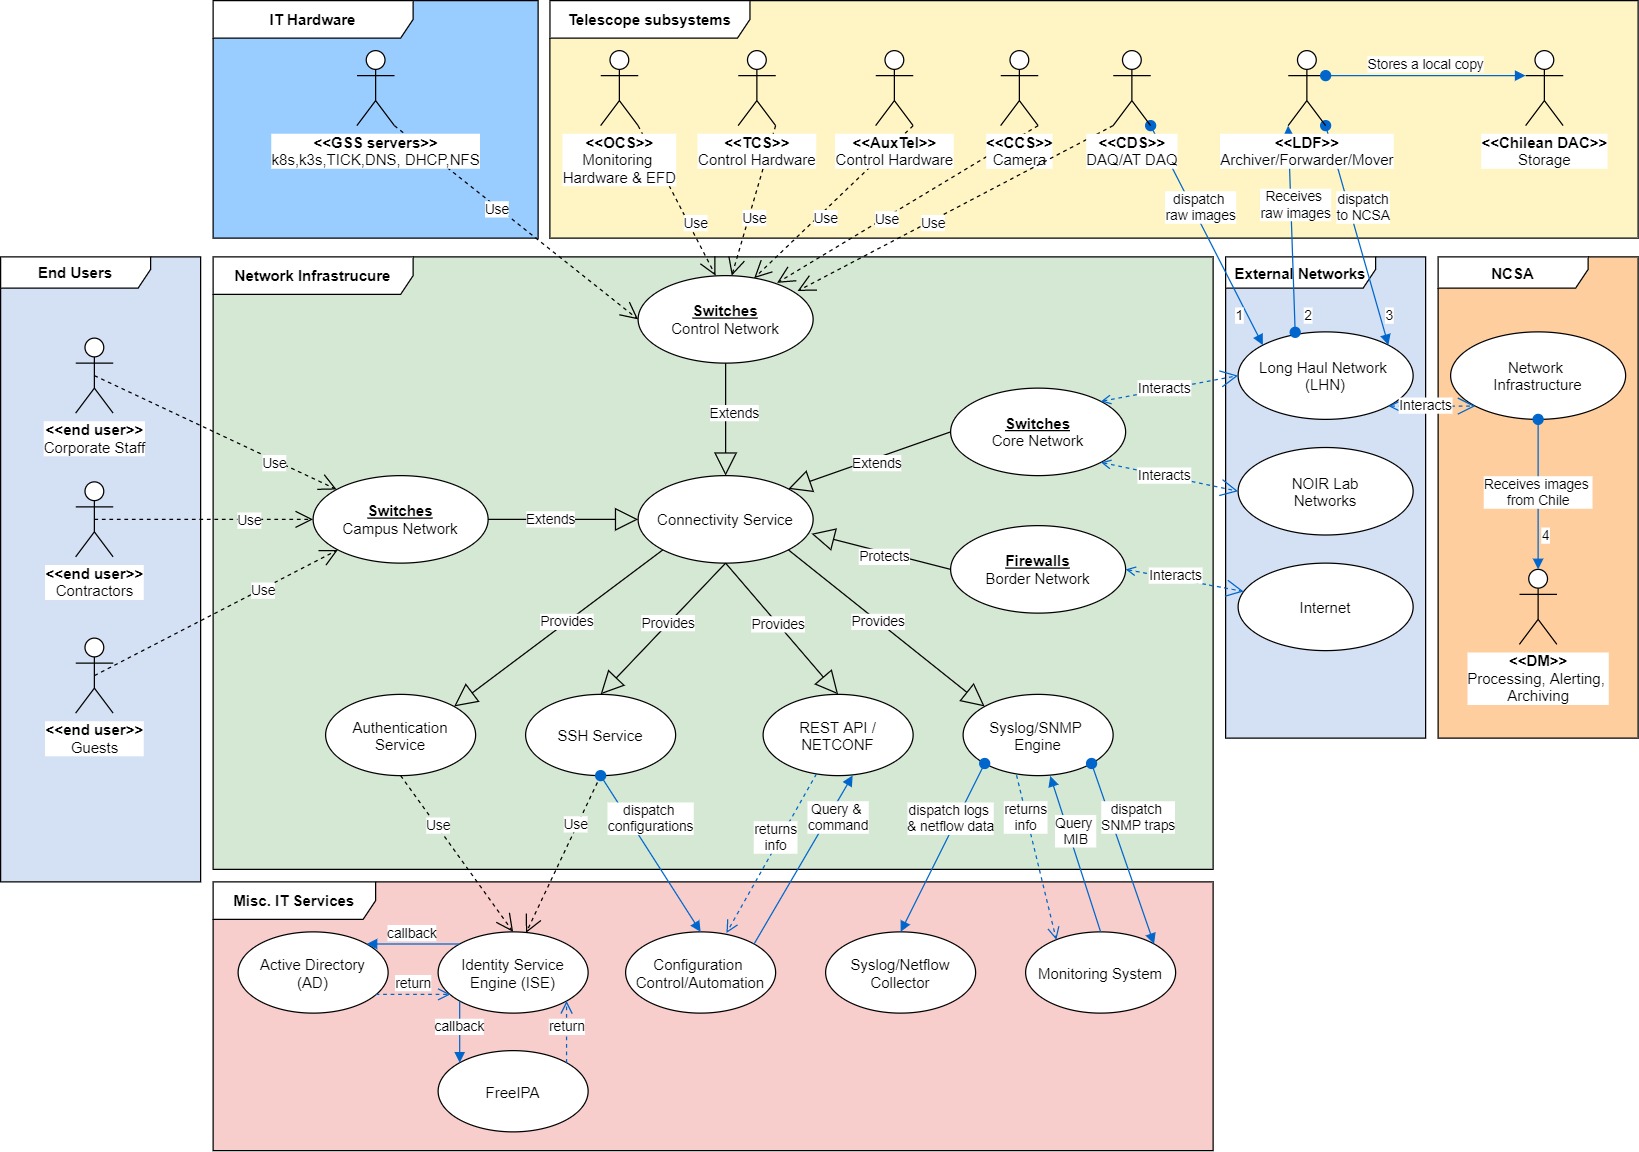 IT Hardware
<<GSS servers>>
k8s,k3s,TICK,DNS, DHCP,NFS
Use
Telescope subsystems
<<OCS>>
Monitoring
Hardware & EFD
<<TCS>>
Control Hardware
<<AuxTel>>
Control Hardware
<<CCS>>
Camera
<<CDS>>
DAQ/AT DAQ
<<LDF>>
Archiver/Forwarder/Mover
Stores a local copy
<<Chilean DAC>>
Storage
Use
Use
Use
Use
Use
dispatch
raw images
Receives
raw images
dispatch
to NCSA
End Users
<<end user>>
Corporate Staff
<<end user>>
Contractors
<<end user>>
Guests
Use
Use
Use
Network Infrastrucure
Switches
Control Network
Extends
Switches
Core Network
Extends
Switches
Campus Network
Extends
Connectivity Service
Firewalls
Border Network
Protects
Provides
Provides
Provides
Provides
Authentication
Service
SSH Service
REST API /
NETCONF
Syslog/SNMP
Engine
Use
Use
dispatch
configurations
returns
info
Query &
command
dispatch logs
& netflow data
returns
info
Query
MIB
dispatch
SNMP traps
External Networks
1
2
3
Long Haul Network
(LHN)
NOIR Lab
Networks
Internet
Interacts
Interacts
Interacts
Interacts
NCSA
Network
Infrastructure
Receives images
from Chile
4
<<DM>>
Processing, Alerting,
Archiving
Misc. IT Services
Active Directory
(AD)
callback
return
Identity Service
Engine (ISE)
callback
return
FreeIPA
Configuration
Control/Automation
Syslog/Netflow
Collector
Monitoring System